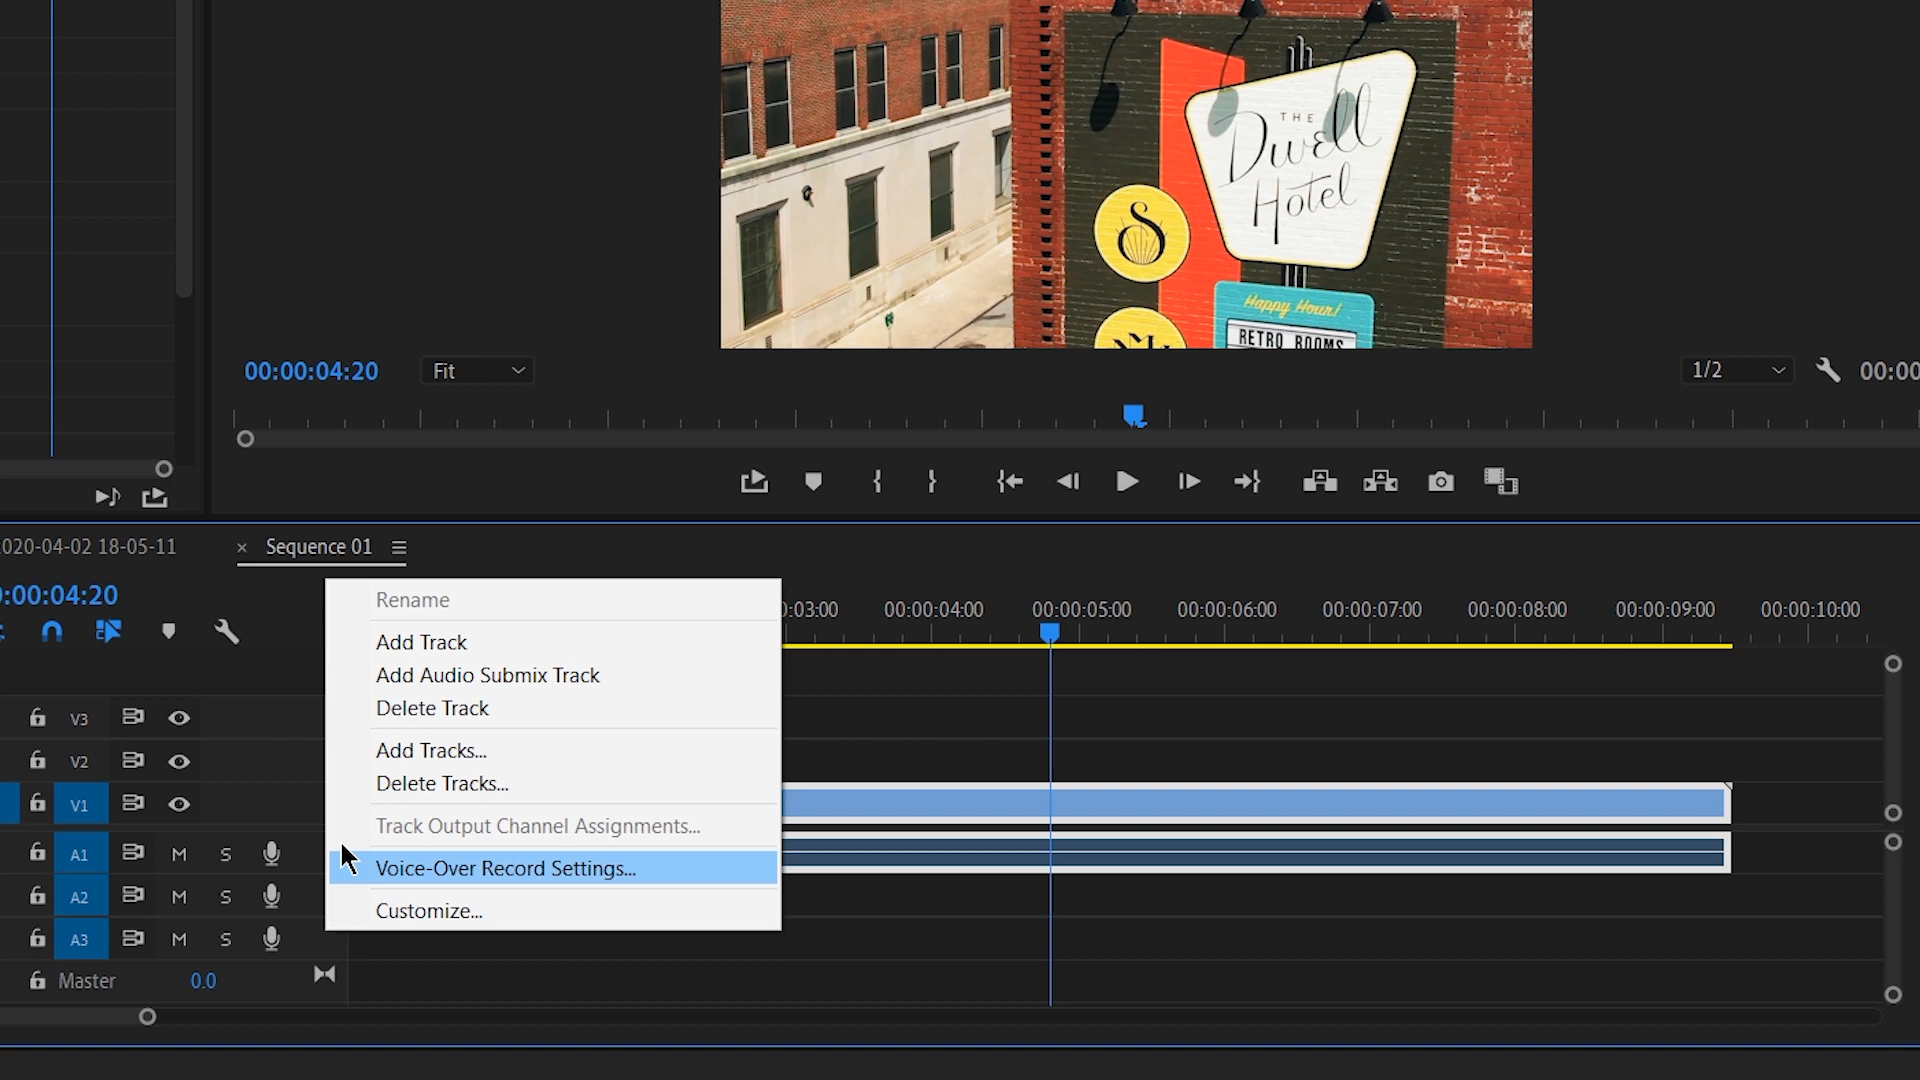 THE
Dwell
Hotel
S
Happy Hour!
RETRO ROOMS
00:00:04:20
Fit
1/2
2020-04-02 18-05-11
× Sequence 01
:00:04:20
Rename
Add Track
Add Audio Submix Track
Delete Track
Add Tracks...
Delete Tracks...
Track Output Channel Assignments...
Voice-Over Record Settings...
Customize...
:03:00 00:00:04:00 00:00:05:00 00:00:06:00 00:00:07:00 00:00:08:00 00:00:09:00 00:00:10:00
V3
V2
V1
A1 M S
A2 M S
A3 M S
Master 0.0